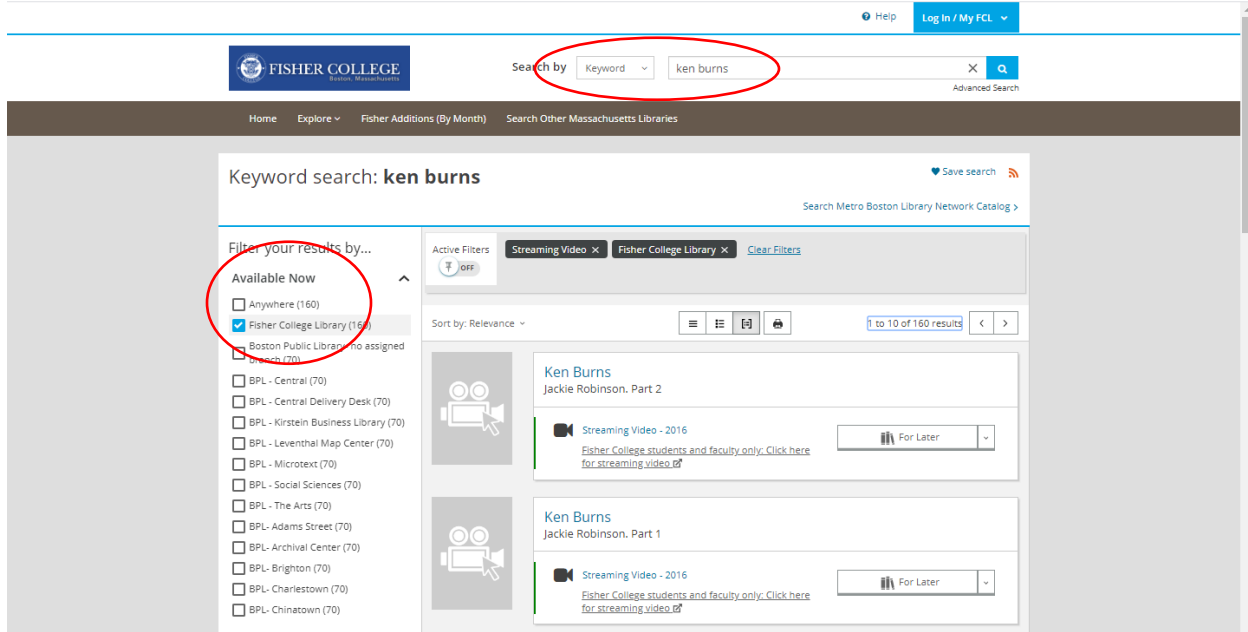 Help
Log In / My FCL
FISHER COLLEGE
Boston, Massachusetts
Search by
Keyword
ken burns
Advanced Search
Home
Explore
Fisher Additions (By Month)
Search Other Massachusetts Libraries
Keyword search: ken burns
Save search
Search Metro Boston Library Network Catalog >
Filter your results by...
Available Now
Anywhere (160)
Fisher College Library (160)
Boston Public Library, no assigned
branch (70)
BPL - Central (70)
BPL - Central Delivery Desk (70)
BPL - Kirstein Business Library (70)
BPL - Leventhal Map Center (70)
BPL - Microtext (70)
BPL - Social Sciences (70)
BPL - The Arts (70)
BPL- Adams Street (70)
BPL- Archival Center (70)
BPL- Brighton (70)
BPL- Charlestown (70)
BPL- Chinatown (70)
Active Filters
OFF
Streaming Video ×
Fisher College Library ×
Clear Filters
Sort by: Relevance
1 to 10 of 160 results
Ken Burns
Jackie Robinson. Part 2
Streaming Video - 2016
Fisher College students and faculty only: Click here
for streaming video
For Later
Ken Burns
Jackie Robinson. Part 1
Streaming Video - 2016
Fisher College students and faculty only: Click here
for streaming video
For Later